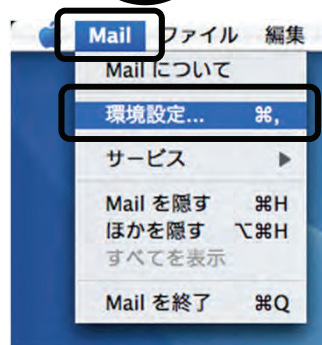 Mail ファイル 編集
Mail について
環境設定... ⌘,
サービス ▶
Mail を隠す ⌘H
ほかを隠す ⌥⌘H
すべてを表示
Mail を終了 ⌘Q